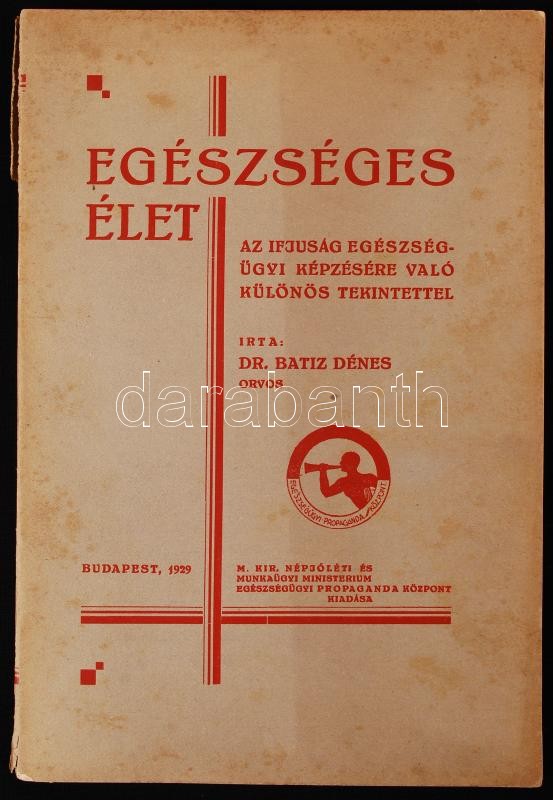 EGÉSZSÉGES
ÉLET
AZ IFJUSÁG EGÉSZSÉG-
ÜGYI KÉPZÉSÉRE VALÓ
KÜLÖNÖS TEKINTETTEL
IRTA:
DR. BATIZ DÉNES
ORVOS
darabanth
EGÉSZSÉGÜGYI PROPAGANDA KÖZPONT
BUDAPEST, 1929
M. KIR. NÉPJÓLÉTI ÉS
MUNKAÜGYI MINISTERIUM
EGÉSZSÉGÜGYI PROPAGANDA KÖZPONT
KIADÁSA